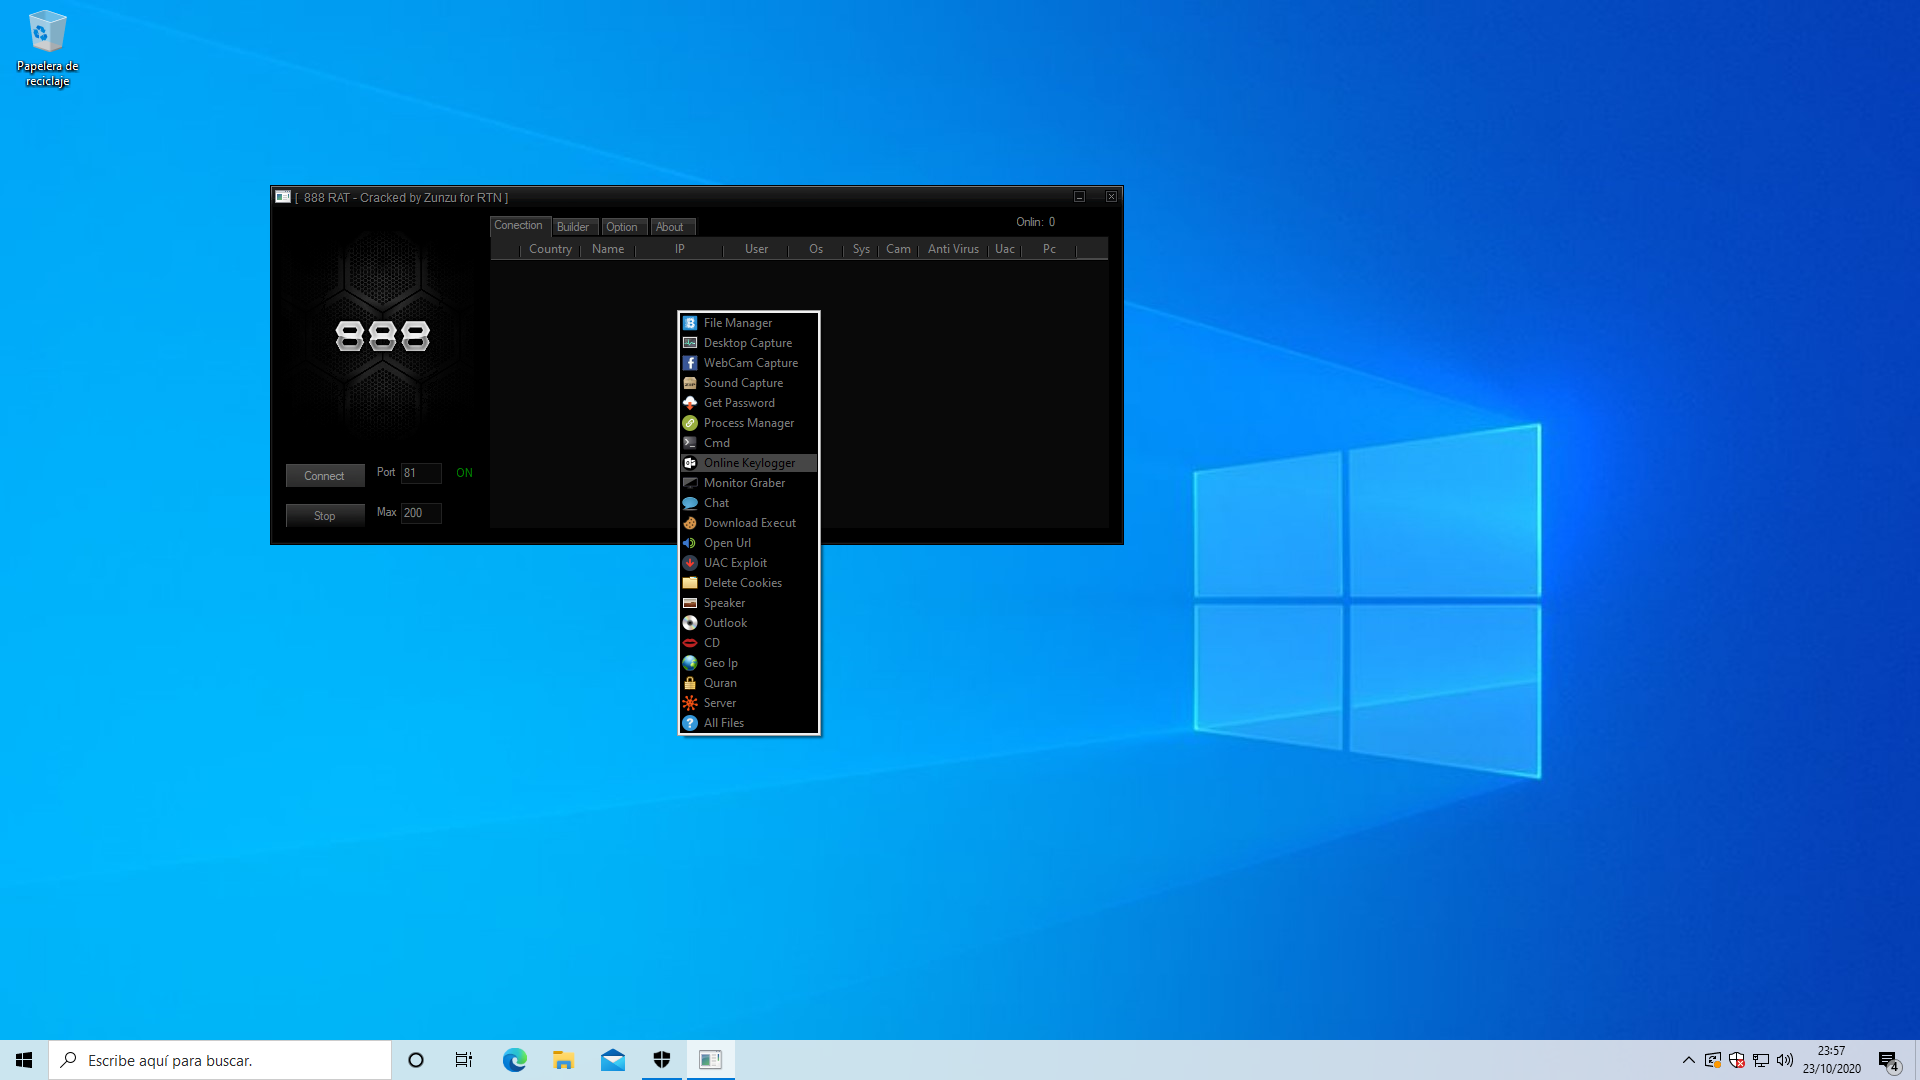 Papelera de
reciclaje
[ 888 RAT - Cracked by Zunzu for RTN ]
Conection Builder Option About
Onlin: 0
Country Name IP User Os Sys Cam Anti Virus Uac Pc
888
Connect Port 81 ON
Stop Max 200
File Manager
Desktop Capture
WebCam Capture
Sound Capture
Get Password
Process Manager
Cmd
Online Keylogger
Monitor Graber
Chat
Download Execut
Open Url
UAC Exploit
Delete Cookies
Speaker
Outlook
CD
Geo Ip
Quran
Server
All Files
Escribe aquí para buscar.
23:57
23/10/2020
4